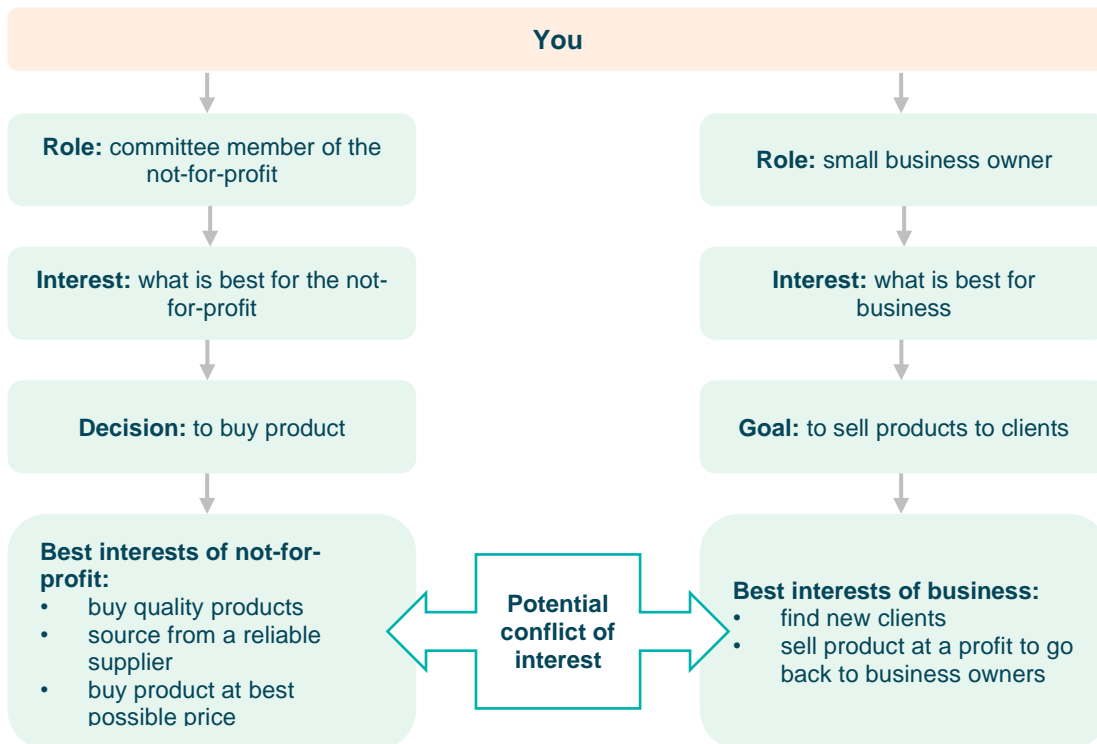 You
Role: committee member of the
not-for-profit
Interest: what is best for the not-
for-profit
Decision: to buy product
Best interests of not-for-
profit:
• buy quality products
• source from a reliable
supplier
• buy product at best
possible price
Potential
conflict of
interest
Role: small business owner
Interest: what is best for
business
Goal: to sell products to clients
Best interests of business:
• find new clients
• sell product at a profit to go
back to business owners